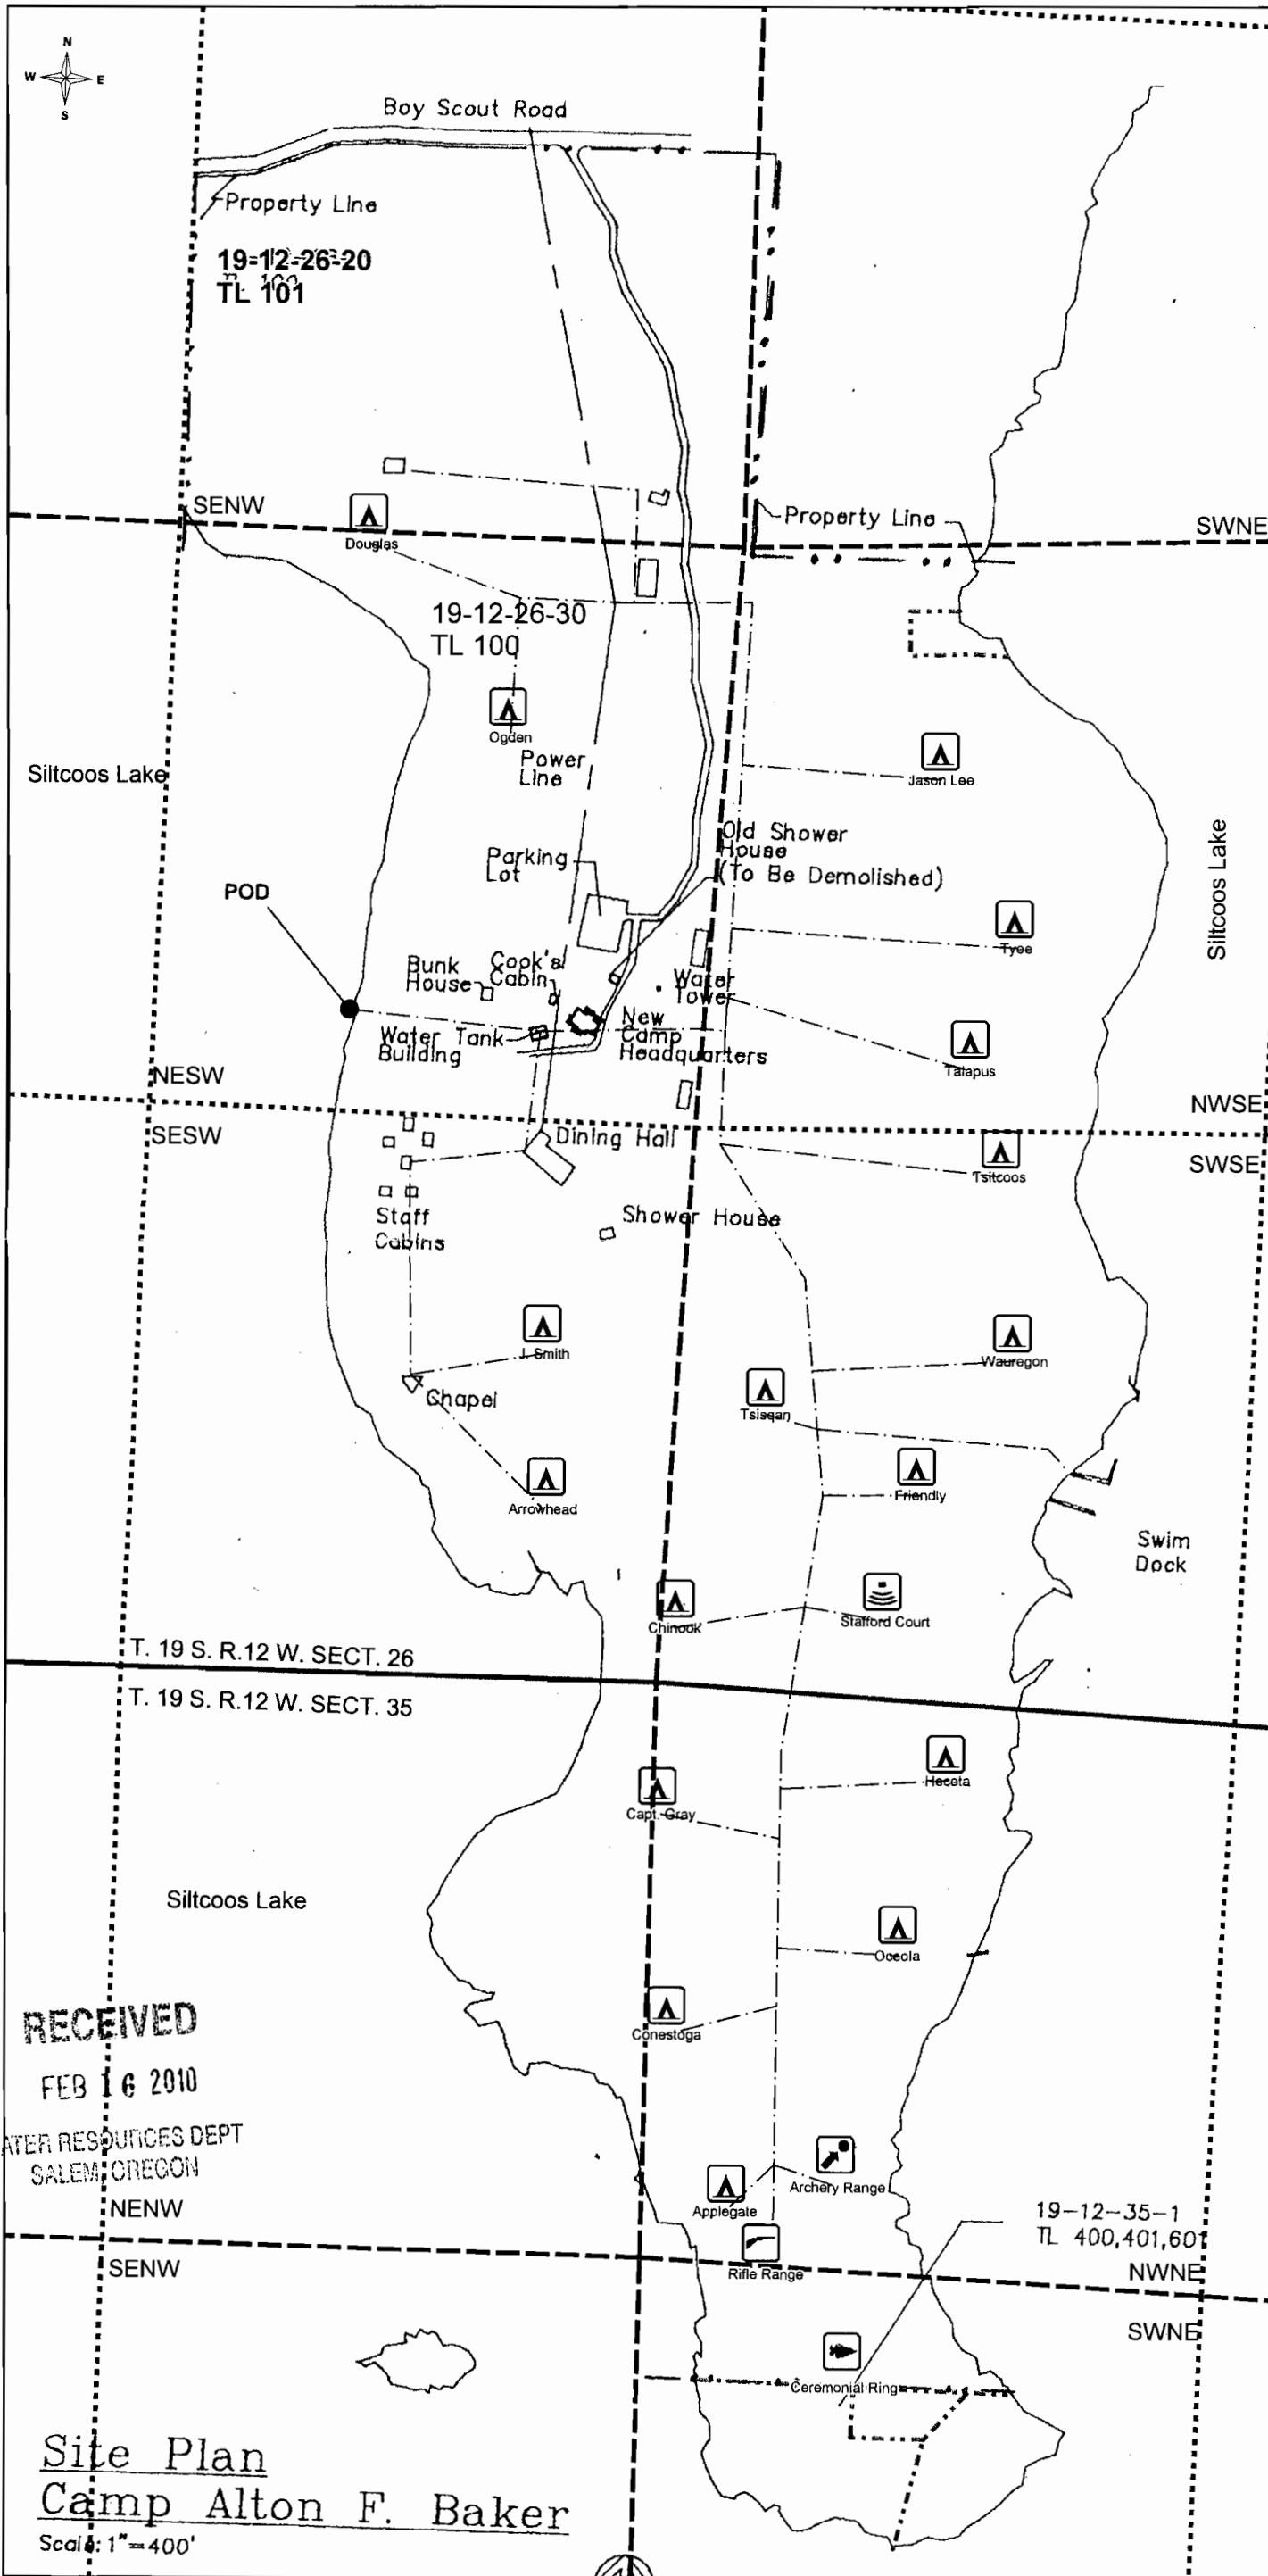 N
W E
S
Boy Scout Road
Property Line
19-12-26-20
TL 101
SENW
Property Line
SWNE
Douglas
19-12-26-30
TL 100
Ogden
Power
Line
Siltcoos Lake
Jason Lee
Siltcoos Lake
Old Shower
House
(To Be Demolished)
Parking
Lot
POD
Tyee
Bunk
House
Cook's
Cabin
Water
Tower
New
Camp
Headquarters
Water Tank
Building
Talapus
NESW
NWSE
SESW
Dining Hall
SWSE
Tsitcoos
Staff
Cabins
Shower House
J. Smith
Wauregon
Chapel
Tsisqan
Friendly
Arrowhead
Swim
Dock
Chinook
Stafford Court
T. 19 S. R.12 W. SECT. 26
T. 19 S. R.12 W. SECT. 35
Heceta
Capt. Gray
Siltcoos Lake
Oceola
Conestoga
RECEIVED
FEB 16 2010
WATER RESOURCES DEPT
SALEM, OREGON
Archery Range
Applegate
NENW
19-12-35-1
TL 400,401,601
SENW
Rifle Range
NWNE
SWNE
Ceremonial Ring
Site Plan
Camp Alton F. Baker
Scale: 1"=400'